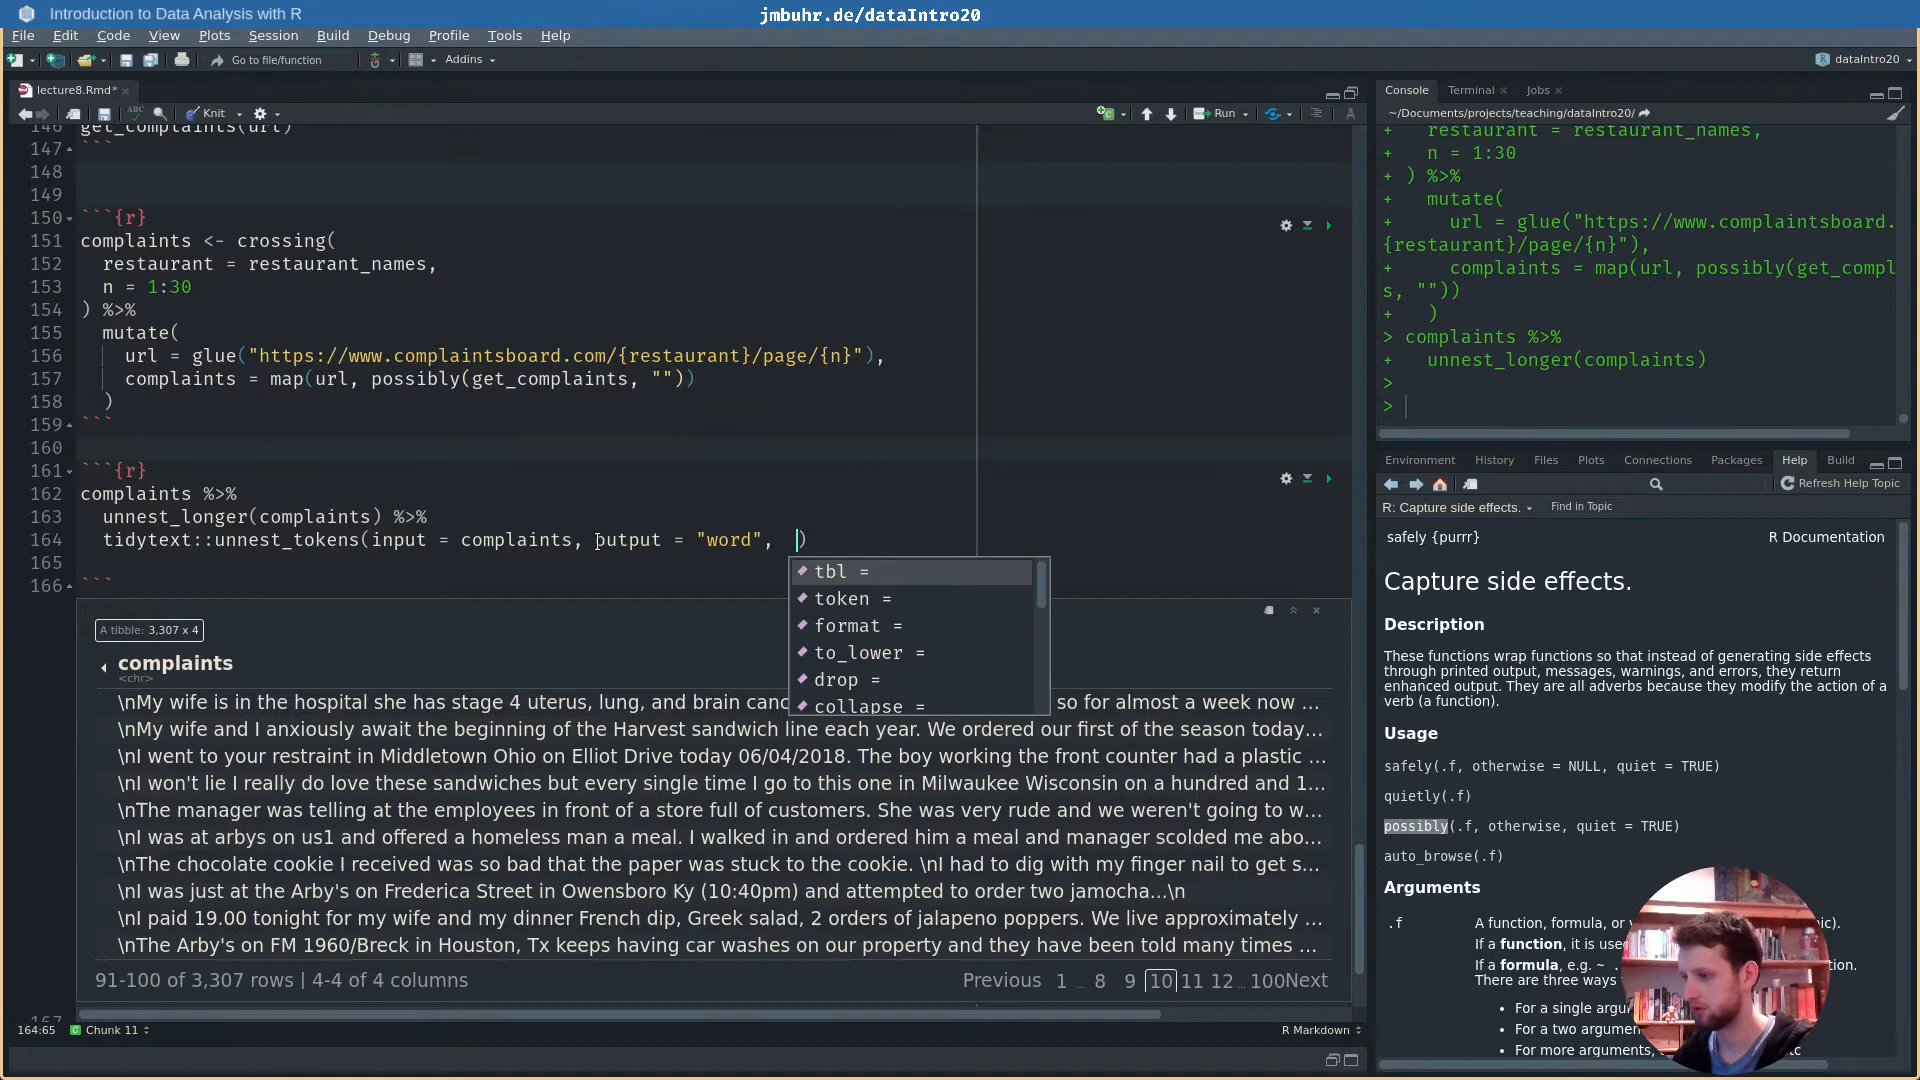 Introduction to Data Analysis with R
jmbuhr.de/dataIntro20
File Edit Code View Plots Session Build Debug Profile Tools Help
Go to file/function Addins dataIntro20
lecture8.Rmd*
Knit Run
146 get_complaints(url)
147 ```
148
149
150 ```{r}
151 complaints <- crossing(
152 restaurant = restaurant_names,
153 n = 1:30
154 ) %>%
155 mutate(
156 url = glue("https://www.complaintsboard.com/{restaurant}/page/{n}"),
157 complaints = map(url, possibly(get_complaints, ""))
158 )
159 ```
160
161 ```{r}
162 complaints %>%
163 unnest_longer(complaints) %>%
164 tidytext::unnest_tokens(input = complaints, output = "word", )
165
166 ```
tbl =
token =
format =
to_lower =
drop =
collapse =
A tibble: 3,307 x 4
complaints
<chr>
\nMy wife is in the hospital she has stage 4 uterus, lung, and brain canc so for almost a week now ...
\nMy wife and I anxiously await the beginning of the Harvest sandwich line each year. We ordered our first of the season today...
\nI went to your restraint in Middletown Ohio on Elliot Drive today 06/04/2018. The boy working the front counter had a plastic ...
\nI won't lie I really do love these sandwiches but every single time I go to this one in Milwaukee Wisconsin on a hundred and 1...
\nThe manager was telling at the employees in front of a store full of customers. She was very rude and we weren't going to w...
\nI was at arbys on us1 and offered a homeless man a meal. I walked in and ordered him a meal and manager scolded me abo...
\nThe chocolate cookie I received was so bad that the paper was stuck to the cookie. \nI had to dig with my finger nail to get s...
\nI was just at the Arby's on Frederica Street in Owensboro Ky (10:40pm) and attempted to order two jamocha...\n
\nI paid 19.00 tonight for my wife and my dinner French dip, Greek salad, 2 orders of jalapeno poppers. We live approximately ...
\nThe Arby's on FM 1960/Breck in Houston, Tx keeps having car washes on our property and they have been told many times ...
91-100 of 3,307 rows | 4-4 of 4 columns Previous 1 ... 8 9 10 11 12 ... 100 Next
167
164:65 Chunk 11 R Markdown
Console Terminal Jobs
~/Documents/projects/teaching/dataIntro20/
+ restaurant = restaurant_names,
+ n = 1:30
+ ) %>%
+ mutate(
+ url = glue("https://www.complaintsboard.
{restaurant}/page/{n}"),
+ complaints = map(url, possibly(get_compl
s, ""))
+ )
> complaints %>%
+ unnest_longer(complaints)
>
>
Environment History Files Plots Connections Packages Help Build
Refresh Help Topic
R: Capture side effects. Find in Topic
safely {purrr} R Documentation
Capture side effects.
Description
These functions wrap functions so that instead of generating side effects
through printed output, messages, warnings, and errors, they return
enhanced output. They are all adverbs because they modify the action of a
verb (a function).
Usage
safely(.f, otherwise = NULL, quiet = TRUE)
quietly(.f)
possibly(.f, otherwise, quiet = TRUE)
auto_browse(.f)
Arguments
.f A function, formula, or
If a function, it is use
If a formula, e.g. ~
There are three ways
• For a single argu
• For a two argumen
• For more arguments,